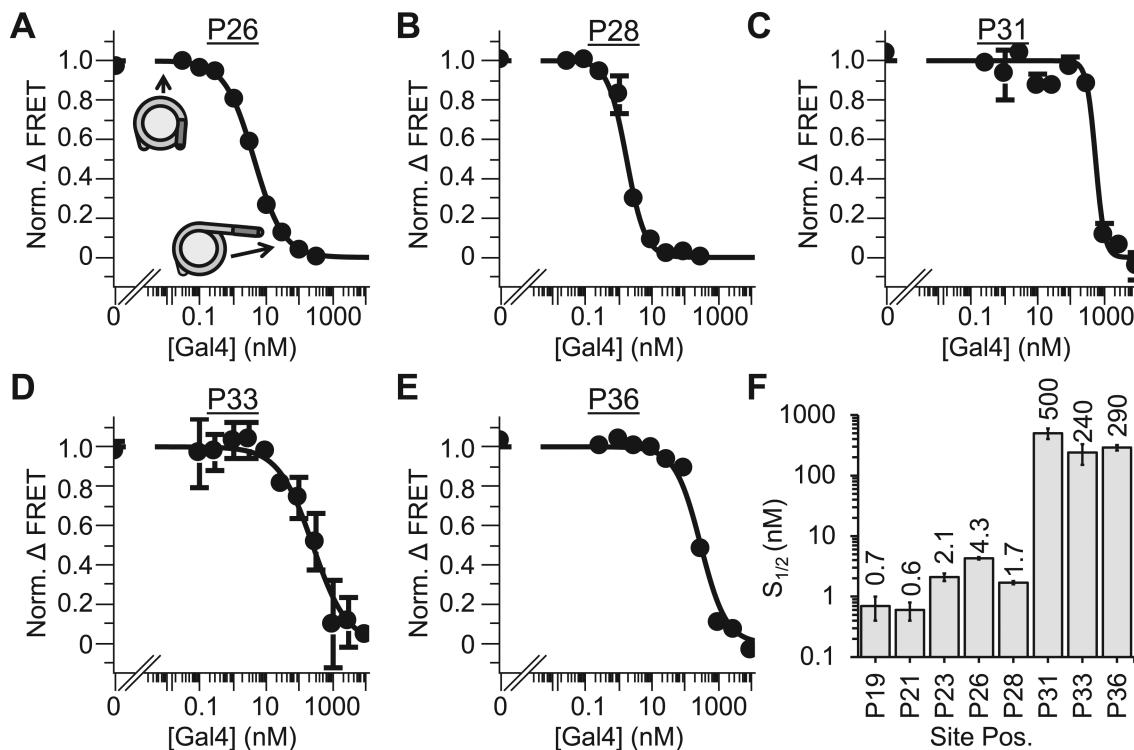 A
P26
Norm. Δ FRET
1.0
0.8
0.6
0.4
0.2
0
0
0.1
10
1000
[Gal4] (nM)
B
P28
Norm. Δ FRET
1.0
0.8
0.6
0.4
0.2
0
0
0.1
10
1000
[Gal4] (nM)
C
P31
Norm. Δ FRET
1.0
0.8
0.6
0.4
0.2
0
0
0.1
10
1000
[Gal4] (nM)
D
P33
Norm. Δ FRET
1.0
0.8
0.6
0.4
0.2
0
0
0.1
10
1000
[Gal4] (nM)
E
P36
Norm. Δ FRET
1.0
0.8
0.6
0.4
0.2
0
0
0.1
10
1000
[Gal4] (nM)
F
S1/2 (nM)
1000
100
10
1
0.1
0.7
0.6
2.1
4.3
1.7
500
240
290
P19
P21
P23
P26
P28
P31
P33
P36
Site Pos.